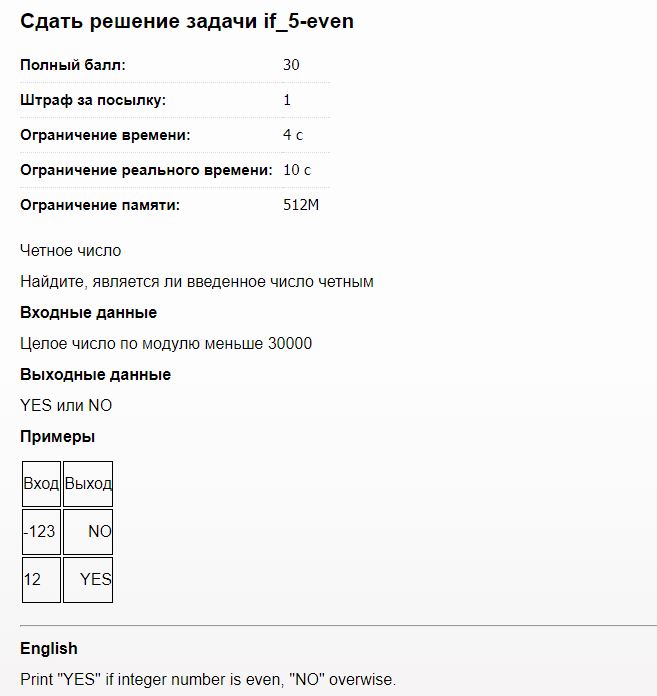 Сдать решение задачи if_5-even
Полный балл: 30
Штраф за посылку: 1
Ограничение времени: 4 с
Ограничение реального времени: 10 с
Ограничение памяти: 512M
Четное число
Найдите, является ли введенное число четным
Входные данные
Целое число по модулю меньше 30000
Выходные данные
YES или NO
Примеры
Вход Выход
-123 NO
12 YES
English
Print "YES" if integer number is even, "NO" overwise.